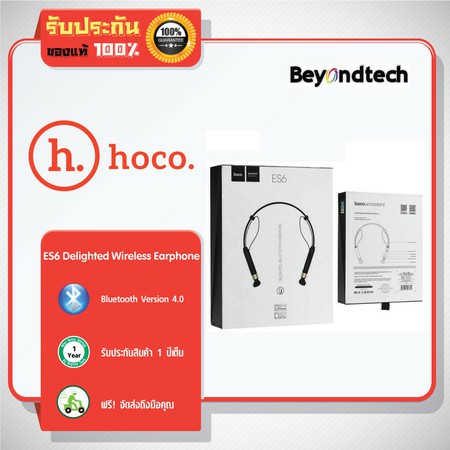 รับประกัน
ของแท้ 100%
100%
GUARANTEE
Beyondtech
h. hoco.
ES6 Delighted Wireless Earphone
Bluetooth Version 4.0
1
Year
รับประกันสินค้า 1 ปีเต็ม
ฟรี! จัดส่งถึงมือคุณ
hoco.
ES6
DELIGHTED BLUETOOTH EARPHONE
hoco.ACCESSORY